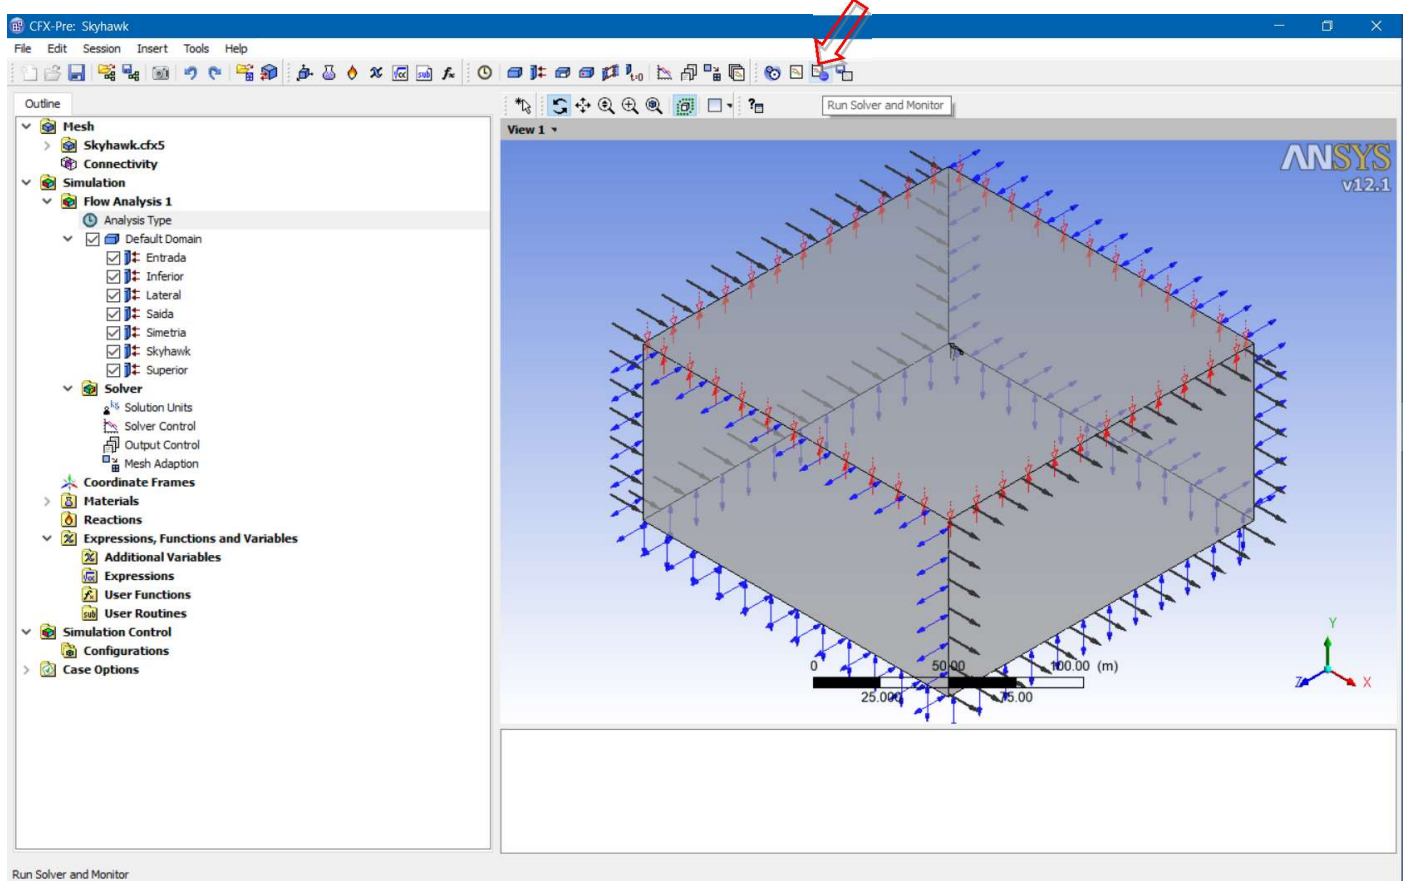 CFX-Pre: Skyhawk
File Edit Session Insert Tools Help
Outline
Run Solver and Monitor
View 1
Mesh
Skyhawk.cfx5
Connectivity
Simulation
Flow Analysis 1
Analysis Type
Default Domain
Entrada
Inferior
Lateral
Saida
Simetria
Skyhawk
Superior
Solver
Solution Units
Solver Control
Output Control
Mesh Adaption
Coordinate Frames
Materials
Reactions
Expressions, Functions and Variables
Additional Variables
Expressions
User Functions
User Routines
Simulation Control
Configurations
Case Options
ANSYS
v12.1
0 50.00 100.00 (m)
25.000 75.00
Y
Z X
Run Solver and Monitor